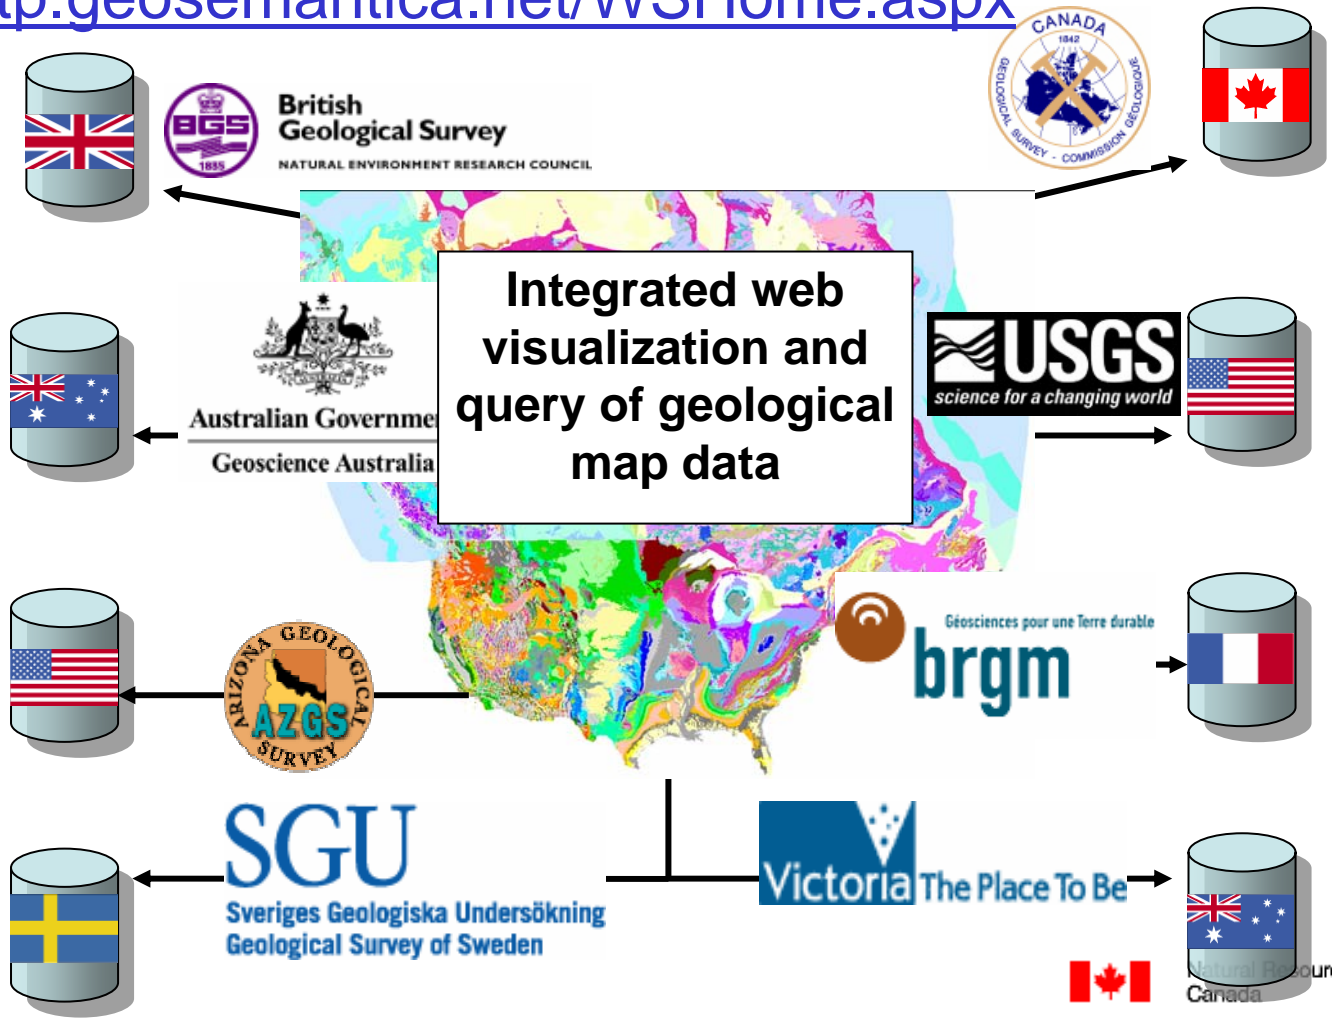 tp.geosemantica.net/WSHome.aspx
CANADA
1842
GEOLOGICAL SURVEY - COMMISSION GÉOLOGIQUE
BGS
1835
British
Geological Survey
NATURAL ENVIRONMENT RESEARCH COUNCIL
Integrated web
visualization and
query of geological
map data
Australian Governme
Geoscience Australia
USGS
science for a changing world
ARIZONA GEOLOGICAL
AZGS
SURVEY
Géosciences pour une Terre durable
brgm
SGU
Sveriges Geologiska Undersökning
Geological Survey of Sweden
Victoria The Place To Be
Natural Resour
Canada